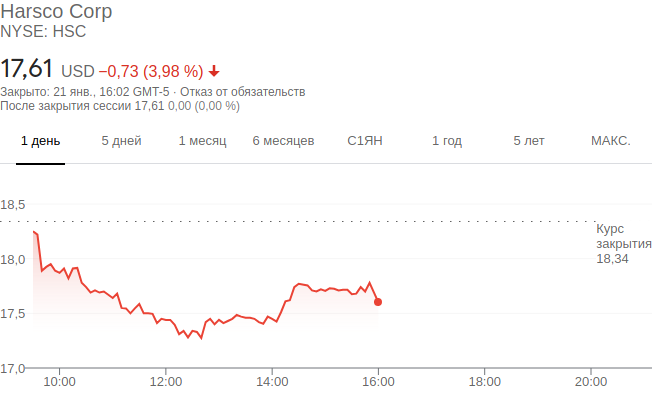 Harsco Corp
NYSE: HSC
17,61 USD −0,73 (3,98 %)
Закрыто: 21 янв., 16:02 GMT-5 · Отказ от обязательств
После закрытия сессии 17,61 0,00 (0,00 %)
1 день 5 дней 1 месяц 6 месяцев С1ЯН 1 год 5 лет МАКС.
18,5
Курс
закрытия
18,34
18,0
17,5
17,0
10:00 12:00 14:00 16:00 18:00 20:00